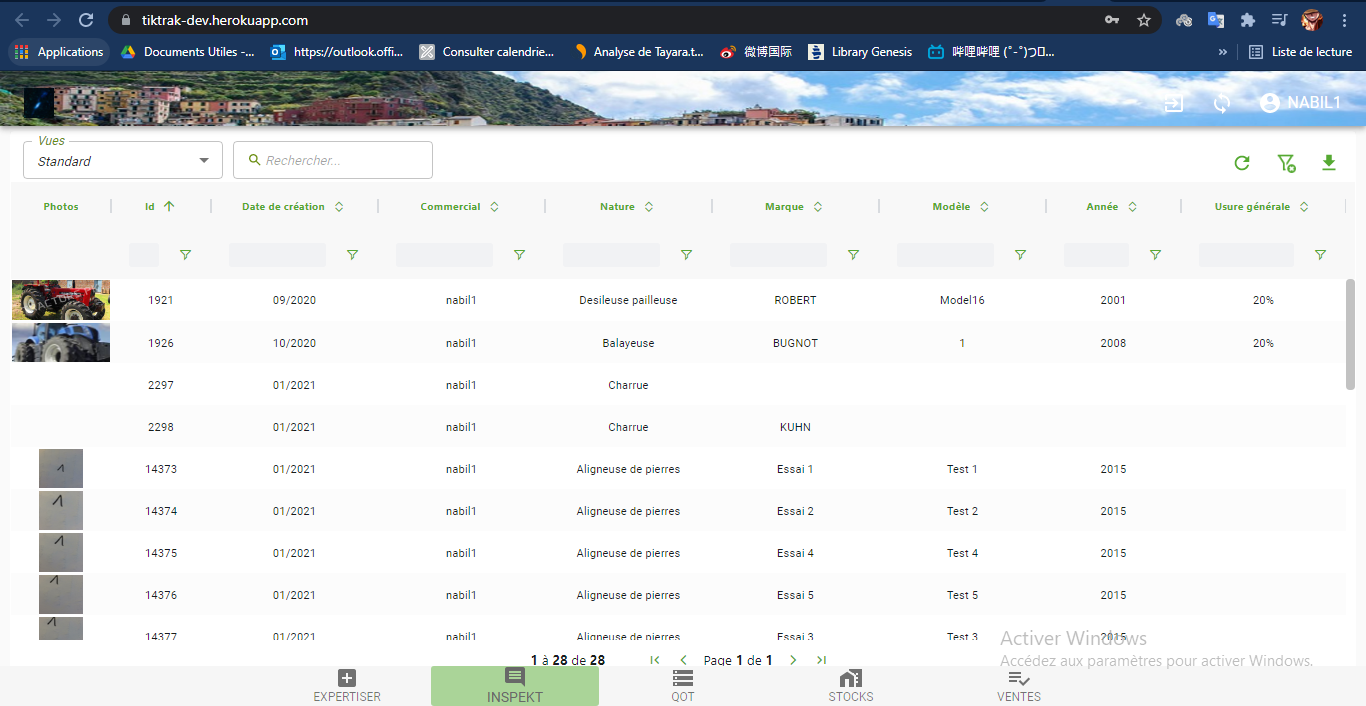 tiktrak-dev.herokuapp.com
Applications Documents Utiles -... https://outlook.offi... Consulter calendrie... Analyse de Tayara.t... 微博国际 Library Genesis 哔哩哔哩 (゜-゜)つロ... » Liste de lecture
NABIL1
Vues
Standard Rechercher...
Photos Id Date de création Commercial Nature Marque Modèle Année Usure générale
1921 09/2020 nabil1 Desileuse pailleuse ROBERT Model16 2001 20%
1926 10/2020 nabil1 Balayeuse BUGNOT 1 2008 20%
2297 01/2021 nabil1 Charrue
2298 01/2021 nabil1 Charrue KUHN
1 14373 01/2021 nabil1 Aligneuse de pierres Essai 1 Test 1 2015
1 14374 01/2021 nabil1 Aligneuse de pierres Essai 2 Test 2 2015
1 14375 01/2021 nabil1 Aligneuse de pierres Essai 4 Test 4 2015
1 14376 01/2021 nabil1 Aligneuse de pierres Essai 5 Test 5 2015
1 14377 01/2021 nabil1 Aligneuse de pierres Essai 3 Test 3 2015
Activer Windows
1 à 28 de 28 Page 1 de 1
Accédez aux paramètres pour activer Windows.
EXPERTISER INSPEKT QOT STOCKS VENTES